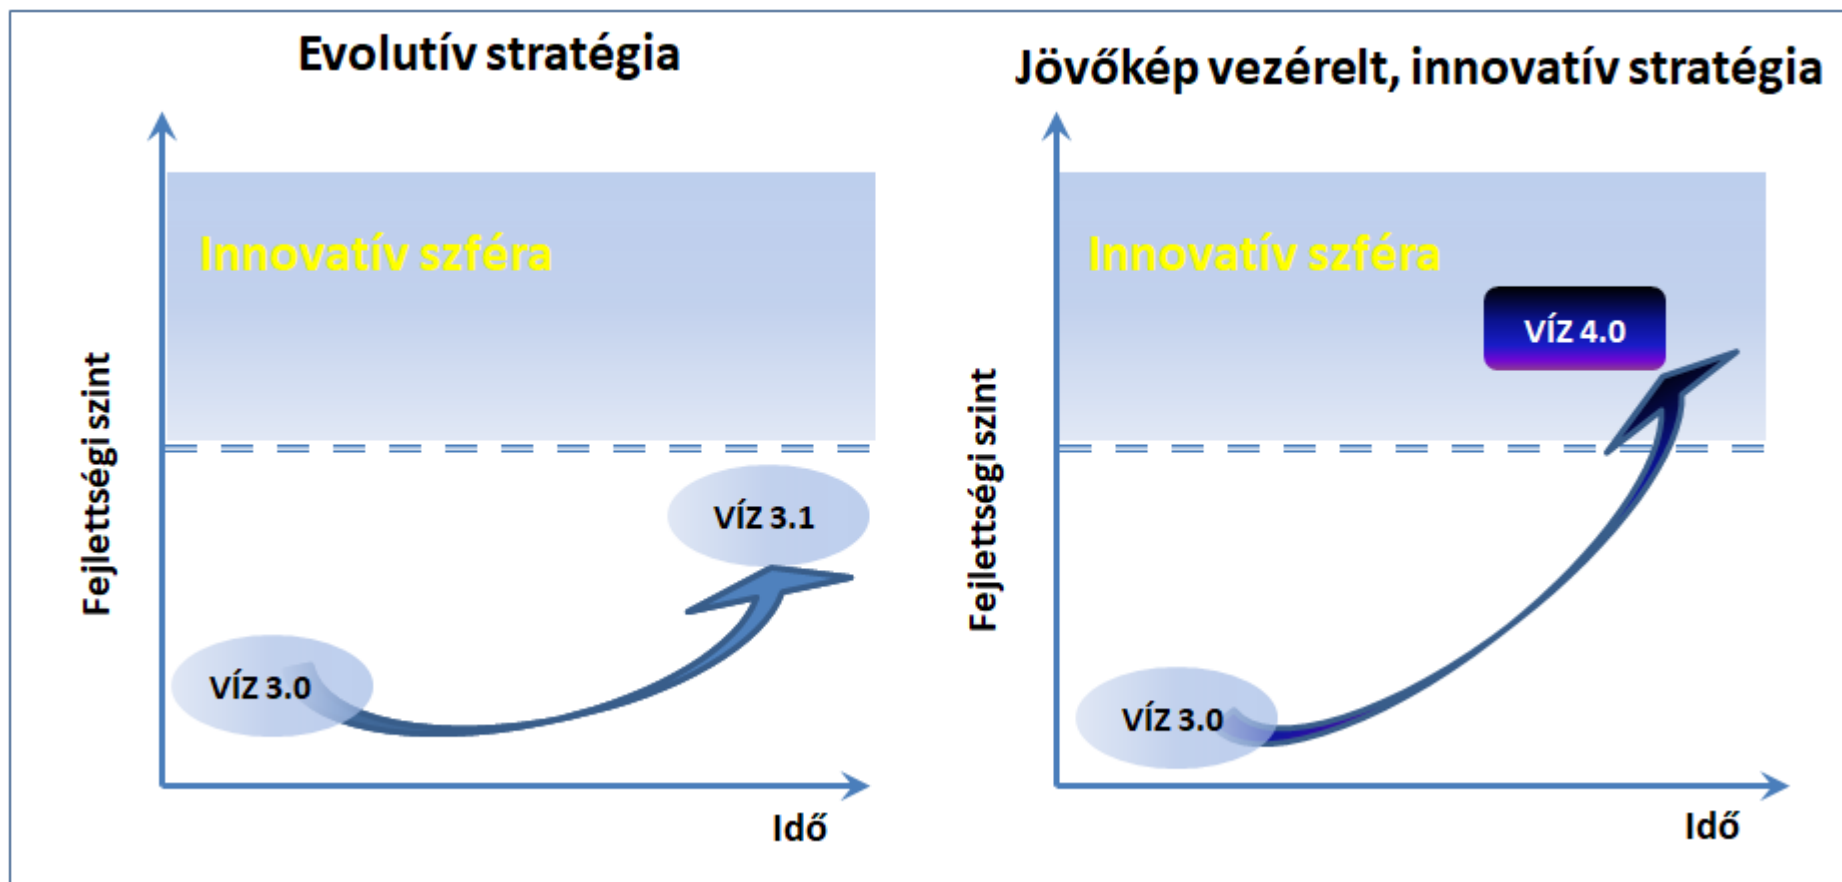 Evolutív stratégia
Innovatív szféra
Fejlettségi szint
VÍZ 3.1
VÍZ 3.0
Idő
Jövőkép vezérelt, innovatív stratégia
Innovatív szféra
VÍZ 4.0
Fejlettségi szint
VÍZ 3.0
Idő